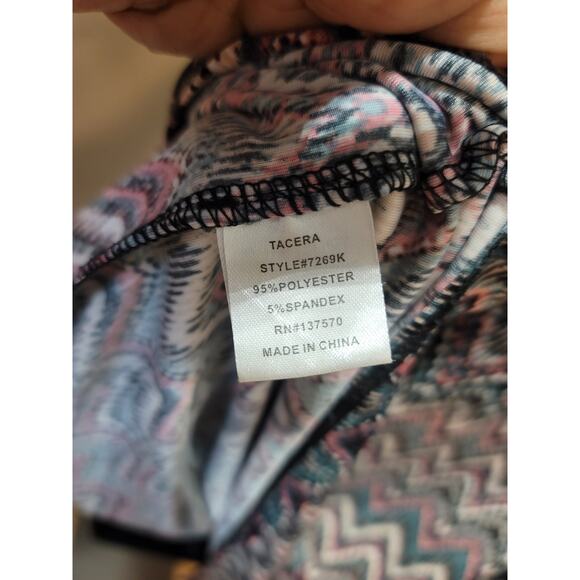 TACERA
STYLE#7269K
95%POLYESTER
5%SPANDEX
RN#137570
MADE IN CHINA